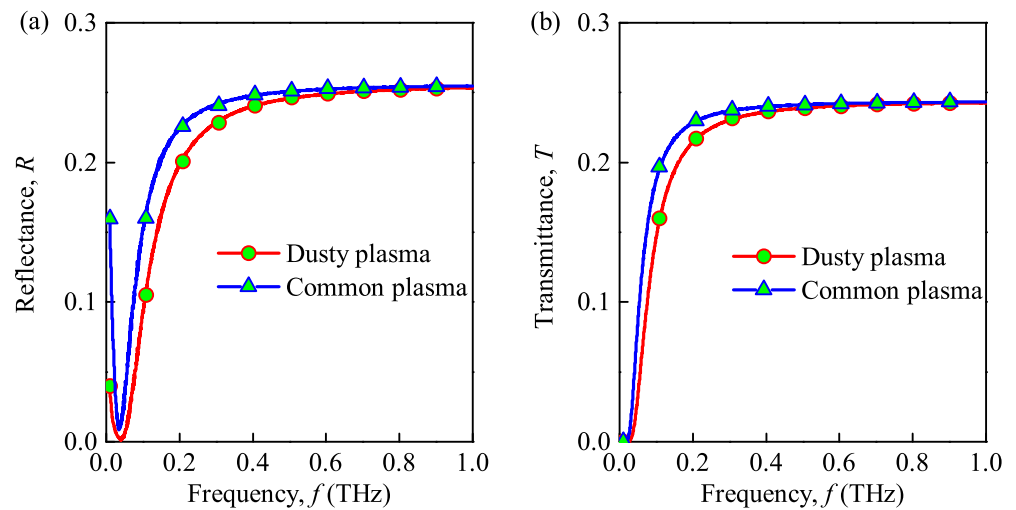 (a)
0.3
0.2
0.1
0.0
Reflectance, R
Dusty plasma
Common plasma
0.0 0.2 0.4 0.6 0.8 1.0
Frequency, f (THz)
(b)
0.3
0.2
0.1
0.0
Transmittance, T
Dusty plasma
Common plasma
0.0 0.2 0.4 0.6 0.8 1.0
Frequency, f (THz)